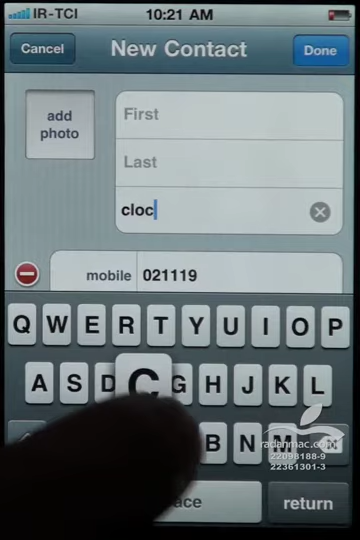 IR-TCI 10:21 AM
Cancel New Contact Done
add
photo
First
Last
cloc
mobile 021119
Q W E R T Y U I O P
A S D C G H J K L
B N M
return
radanmac.com
22098188-9
22361301-3